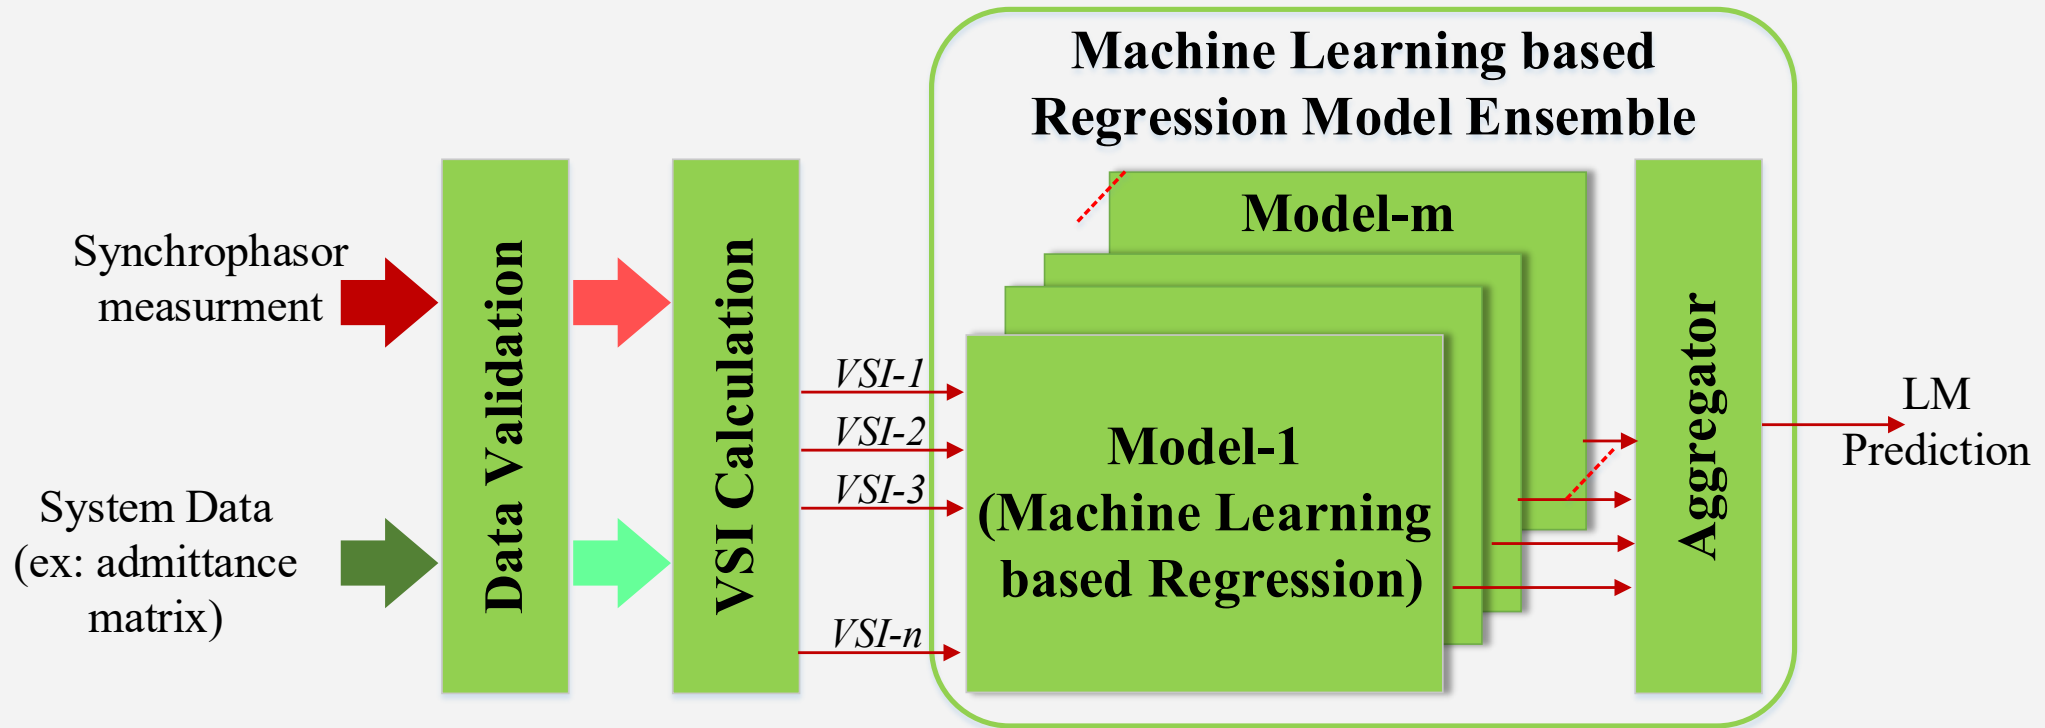 Machine Learning based
Regression Model Ensemble
Synchrophasor
measurment
System Data
(ex: admittance
matrix)
Data Validation
VSI Calculation
VSI-1
VSI-2
VSI-3
VSI-n
Model-m
Model-1
(Machine Learning
based Regression)
Aggregator
LM
Prediction